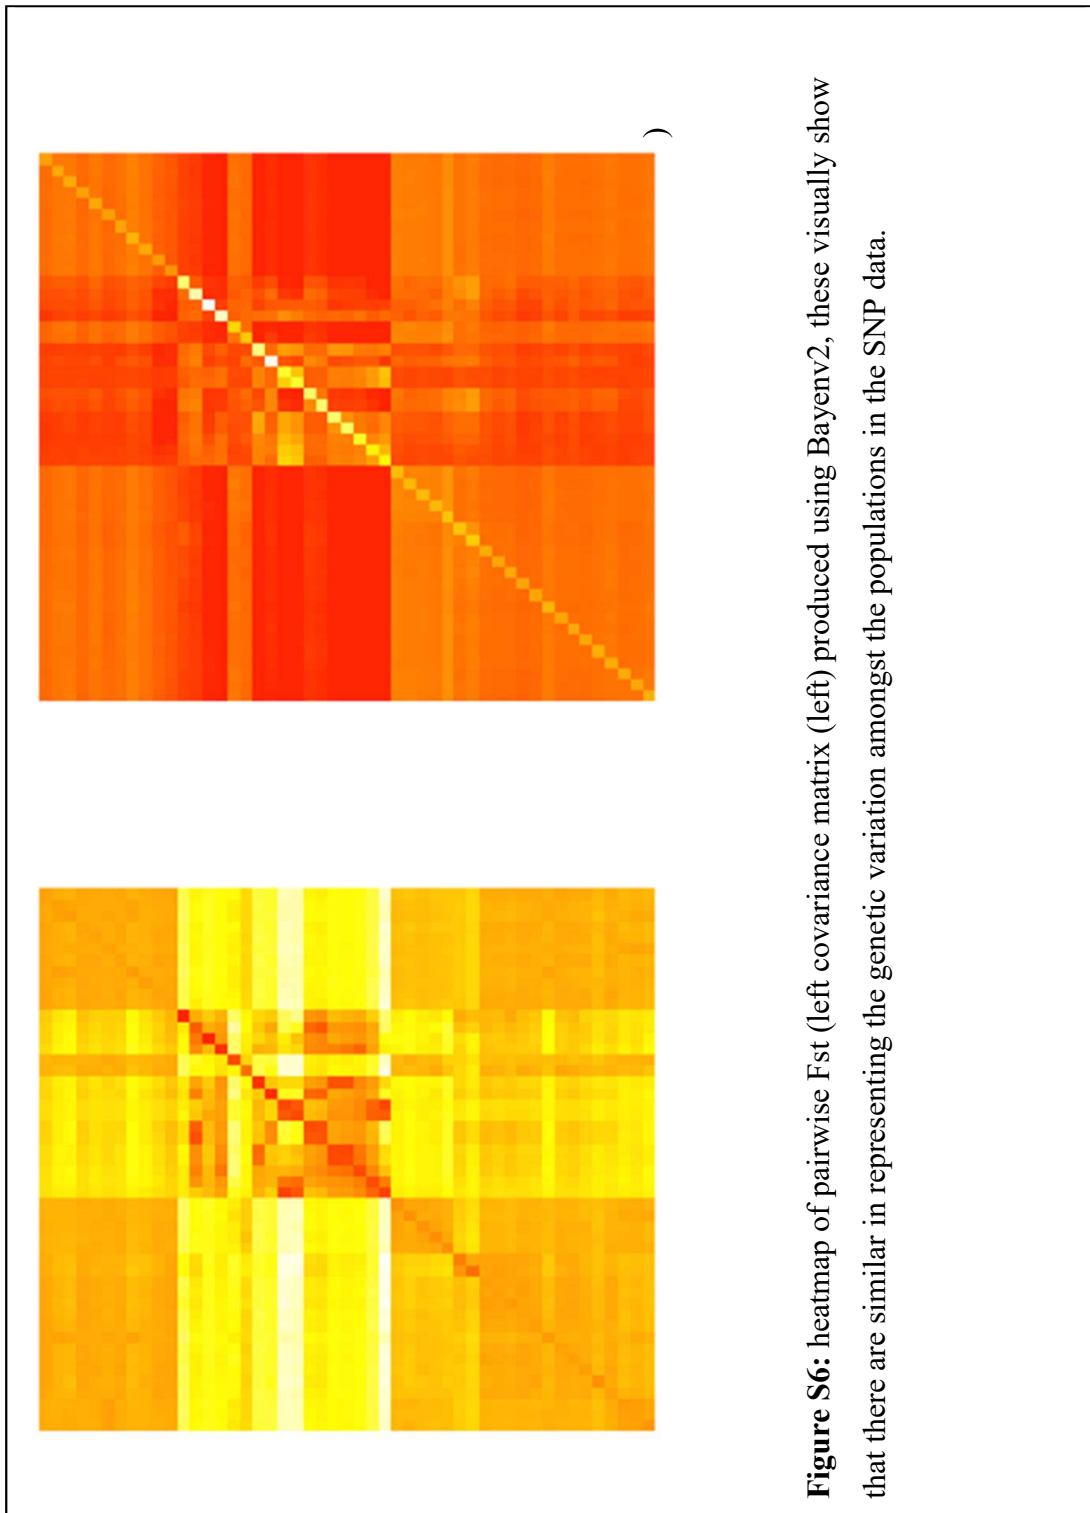 )
Figure S6: heatmap of pairwise Fst (left covariance matrix (left) produced using Bayenv2, these visually show
that there are similar in representing the genetic variation amongst the populations in the SNP data.